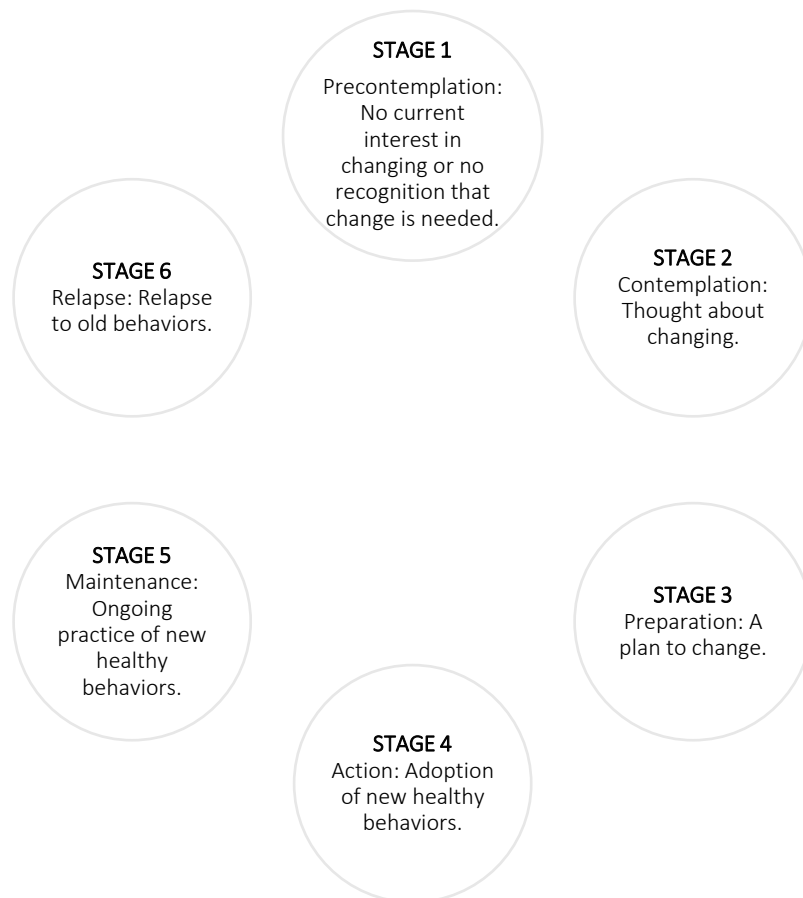 STAGE 1
Precontemplation:
No current
interest in
changing or no
recognition that
change is needed.
STAGE 2
Contemplation:
Thought about
changing.
STAGE 3
Preparation: A
plan to change.
STAGE 4
Action: Adoption
of new healthy
behaviors.
STAGE 5
Maintenance:
Ongoing
practice of new
healthy
behaviors.
STAGE 6
Relapse: Relapse
to old behaviors.